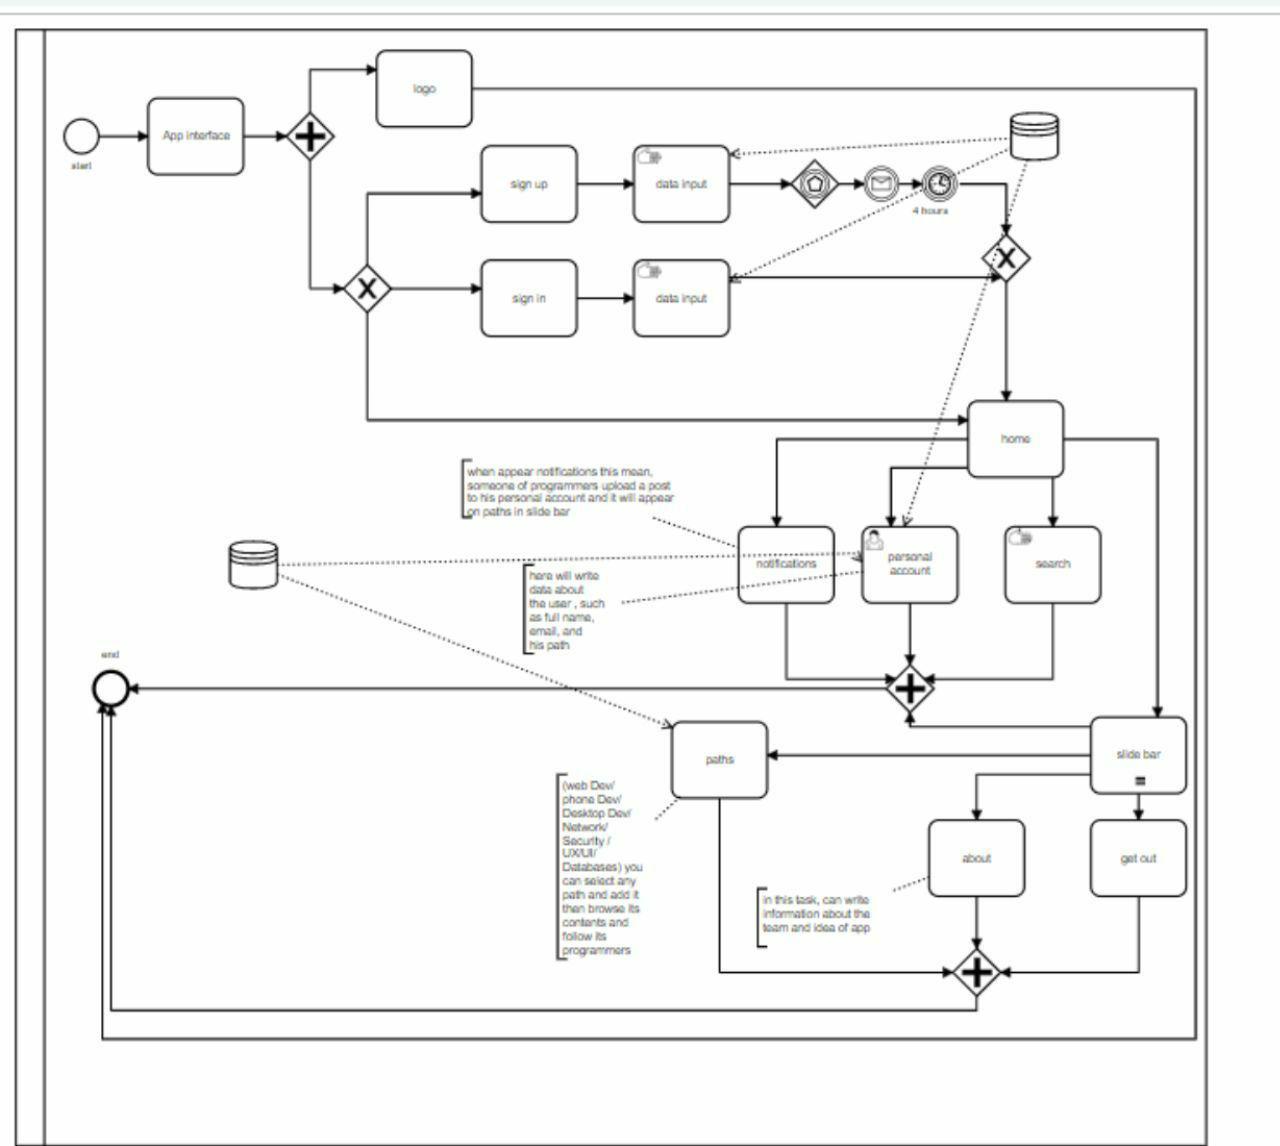 logo
App interface
start
sign up
data input
4 hours
sign in
data input
home
when appear notifications this mean,
someone of programmers upload a post
to his personal account and it will appear
on paths in slide bar
notifications
personal
account
search
here will write
data about
the user , such
as full name,
email, and
his path
end
paths
slide bar
(web Dev/
phone Dev/
Desktop Dev/
Network/
Security /
UX/UI/
Databases) you
can select any
path and add it
then browse its
contents and
follow its
programmers
about
get out
in this task, can write
information about the
team and idea of app